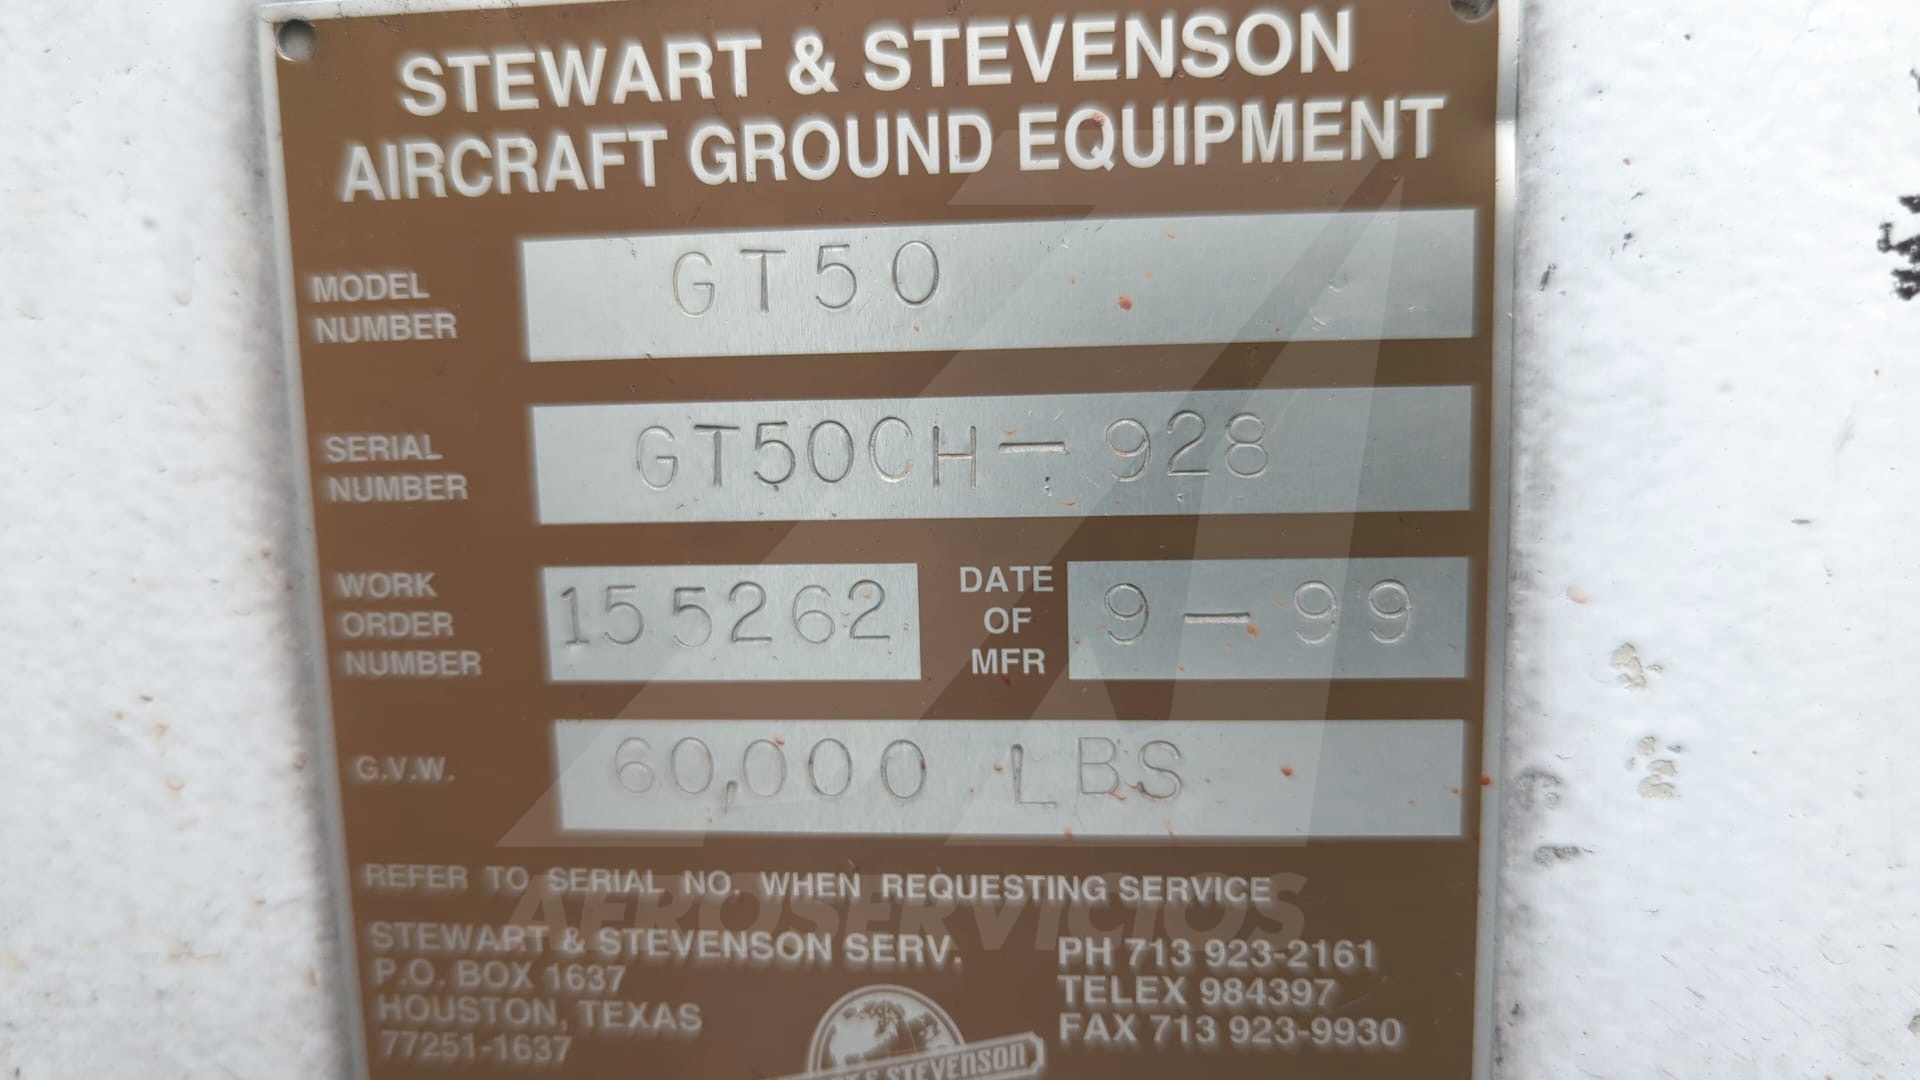 STEWART & STEVENSON
AIRCRAFT GROUND EQUIPMENT
MODEL
NUMBER
GT50
SERIAL
NUMBER
GT50CH-928
WORK
ORDER
NUMBER
155262
DATE
OF
MFR
9-99
G.V.W.
60,000 LBS
REFER TO SERIAL NO. WHEN REQUESTING SERVICE
AEROSERVICIOS
STEWART & STEVENSON SERV.
P.O. BOX 1637
HOUSTON, TEXAS
77251-1637
PH 713 923-2161
TELEX 984397
FAX 713 923-9930
& STEVENSON